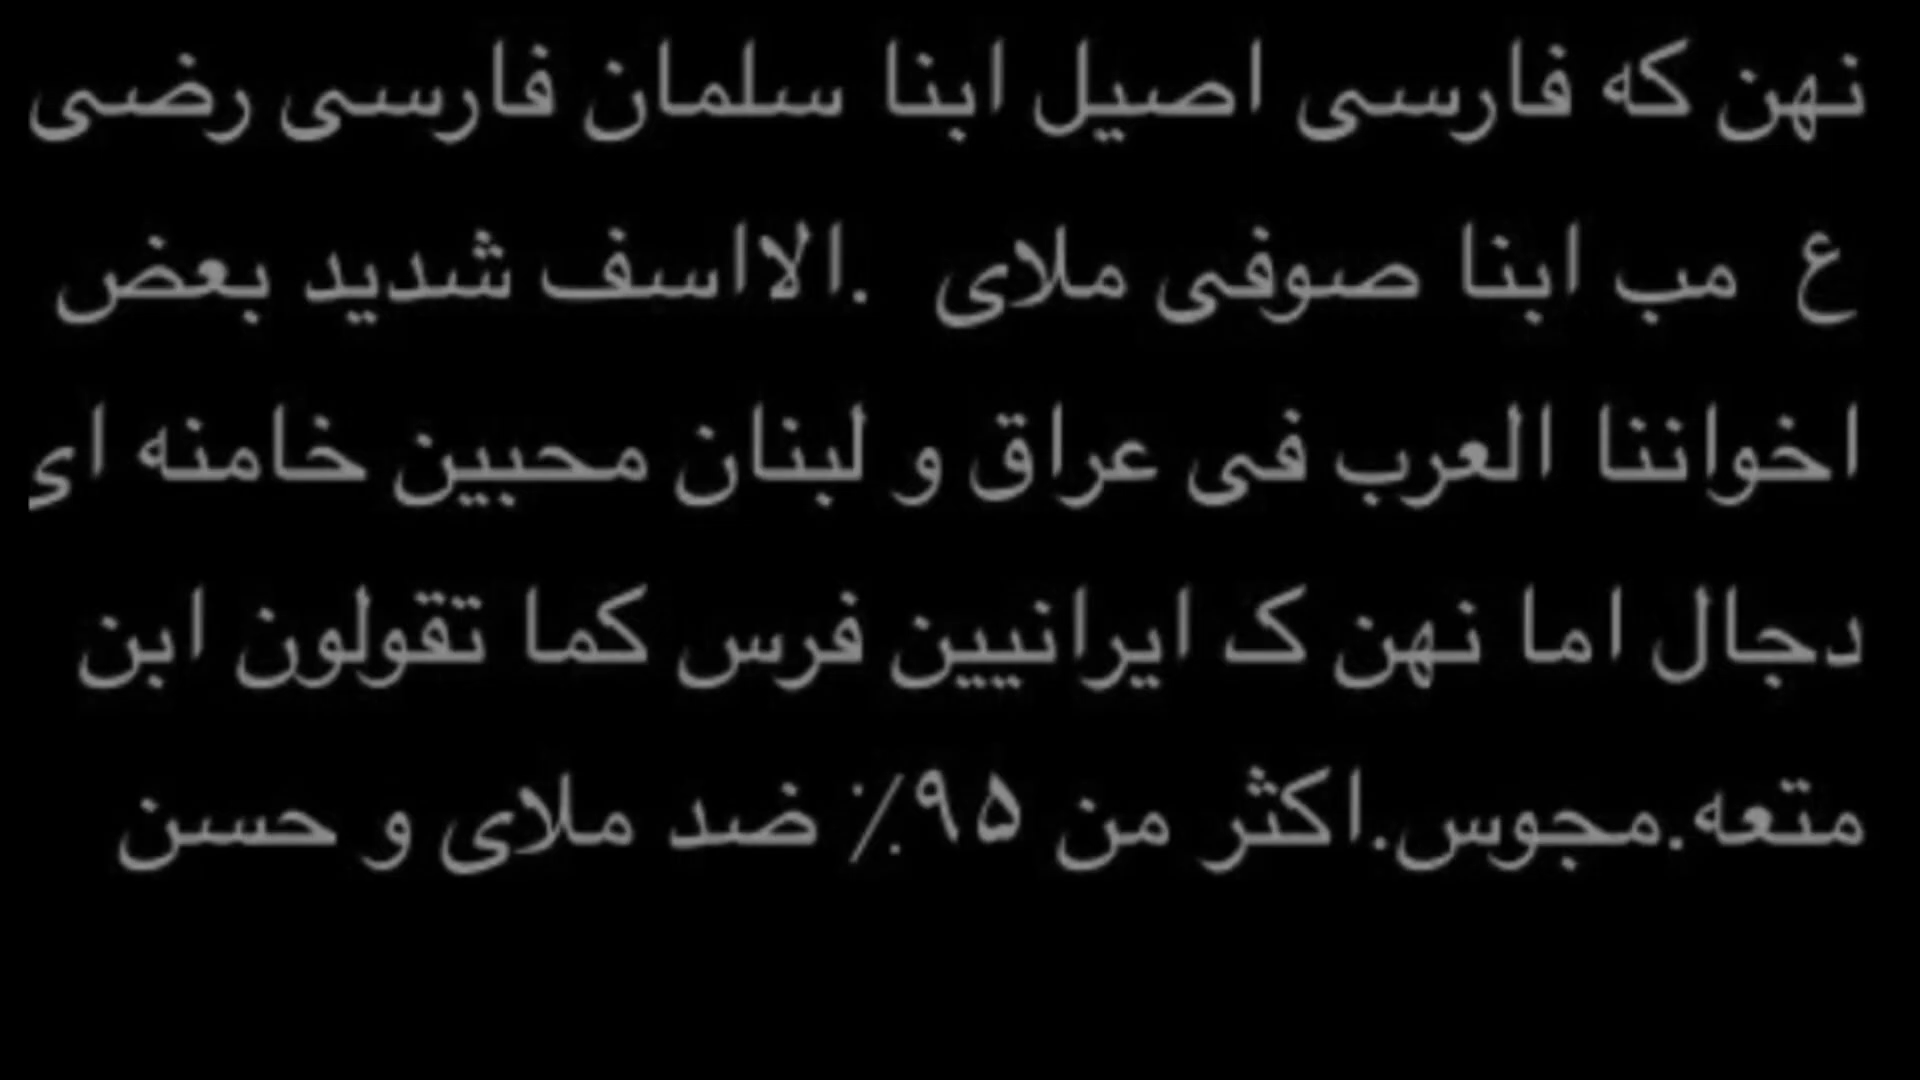 نهن که فارسی اصیل ابنا سلمان فارسی رضی
ع مب ابنا صوفی ملای .الااسف شدید بعض
اخواننا العرب فی عراق و لبنان محبین خامنه ای
دجال اما نهن ک ایرانیین فرس کما تقولون ابن
متعه.مجوس.اکثر من ۹۵٪ ضد ملای و حسن